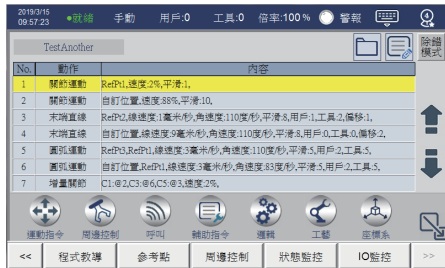 2019/3/15
09:57:23
●就緒 手動 用戶:0 工具:0 倍率:100 % 警報
TestAnother
除錯
模式
No. 動作 內容
1 關節運動 RefPt1,速度:2%,平滑:1,
2 關節運動 自訂位置,速度:88%,平滑:10,
3 末端直線 RefPt2,線速度:1毫米/秒,角速度:110度/秒,平滑:8,用戶:1,工具:2,偏移:1,
4 末端直線 自訂位置,線速度:9毫米/秒,角速度:110度/秒,平滑:8,用戶:0,工具:0,偏移:2,
5 圓弧運動 RefPt3,RefPt1,線速度:3毫米/秒,角速度:110度/秒,平滑:5,用戶:2,工具:5,
6 圓弧運動 自訂位置,RefPt1,線速度:3毫米/秒,角速度:83度/秒,平滑:5,用戶:2,工具:5,
7 增量關節 C1:@2,C3:@6,C5:@3,速度:2%,
運動指令 周邊控制 呼叫 輔助指令 邏輯 工藝 座標系
<< 程式教導 參考點 周邊控制 狀態監控 IO監控 >>